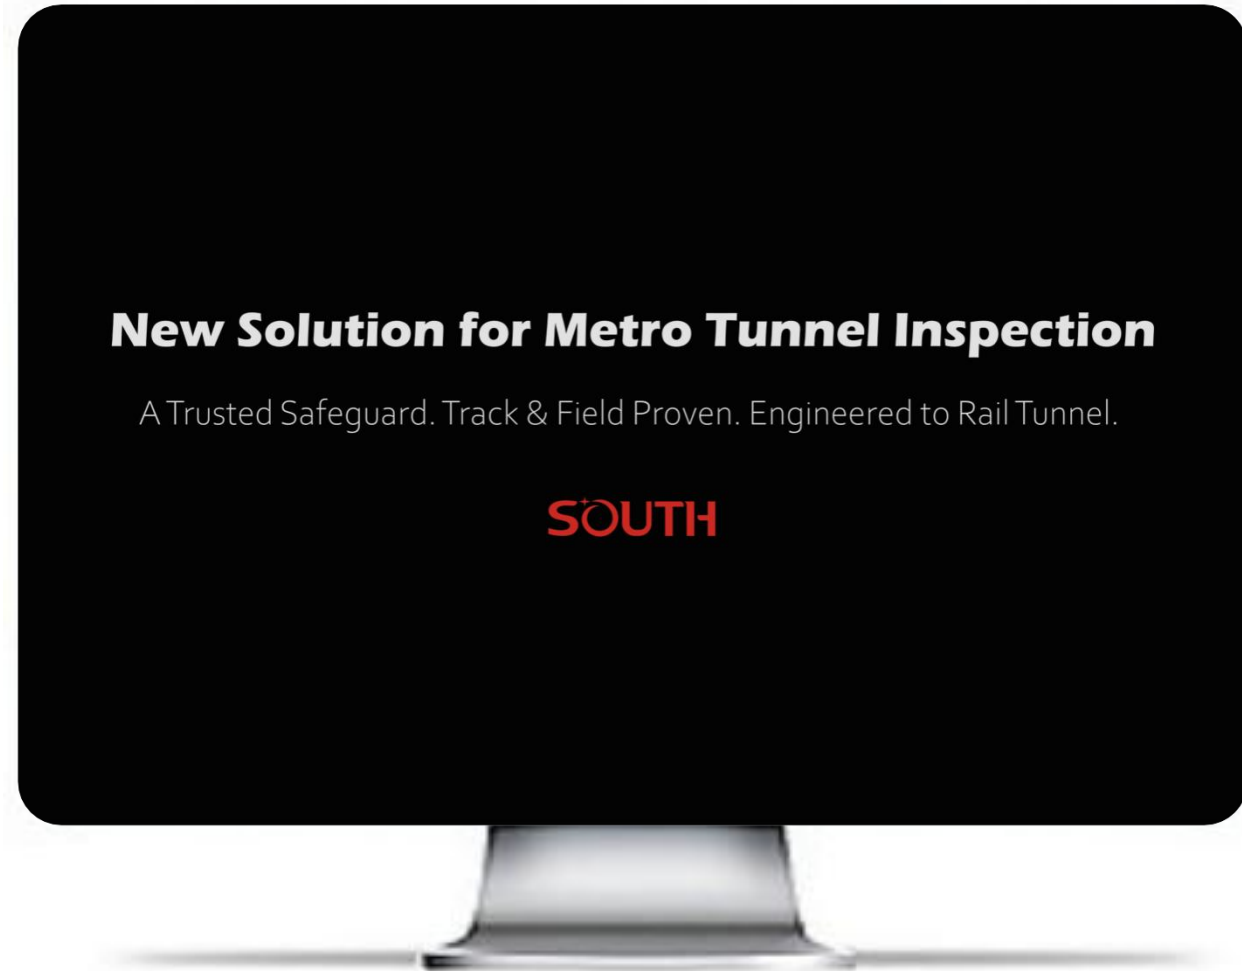 New Solution for Metro Tunnel Inspection
A Trusted Safeguard. Track & Field Proven. Engineered to Rail Tunnel.
SOUTH